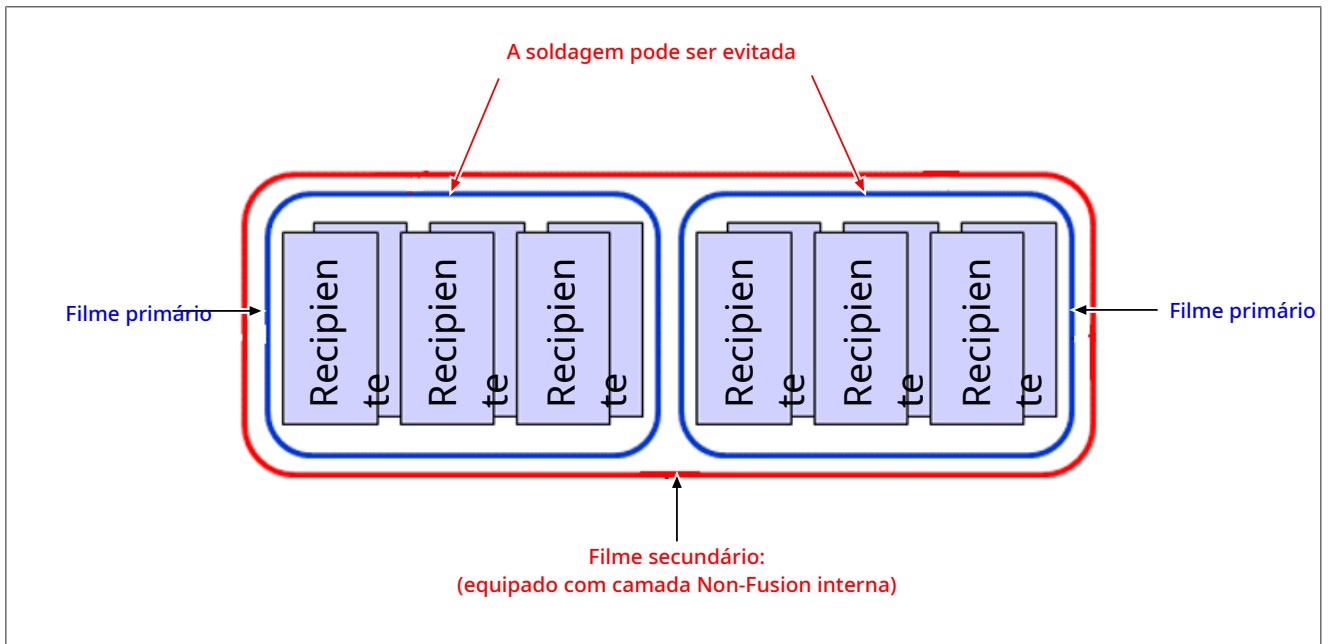 A soldagem pode ser evitada
Recipien
te
Recipien
te
Recipien
te
Recipien
te
Recipien
te
Recipien
te
Filme primário
Filme primário
Filme secundário:
(equipado com camada Non-Fusion interna)